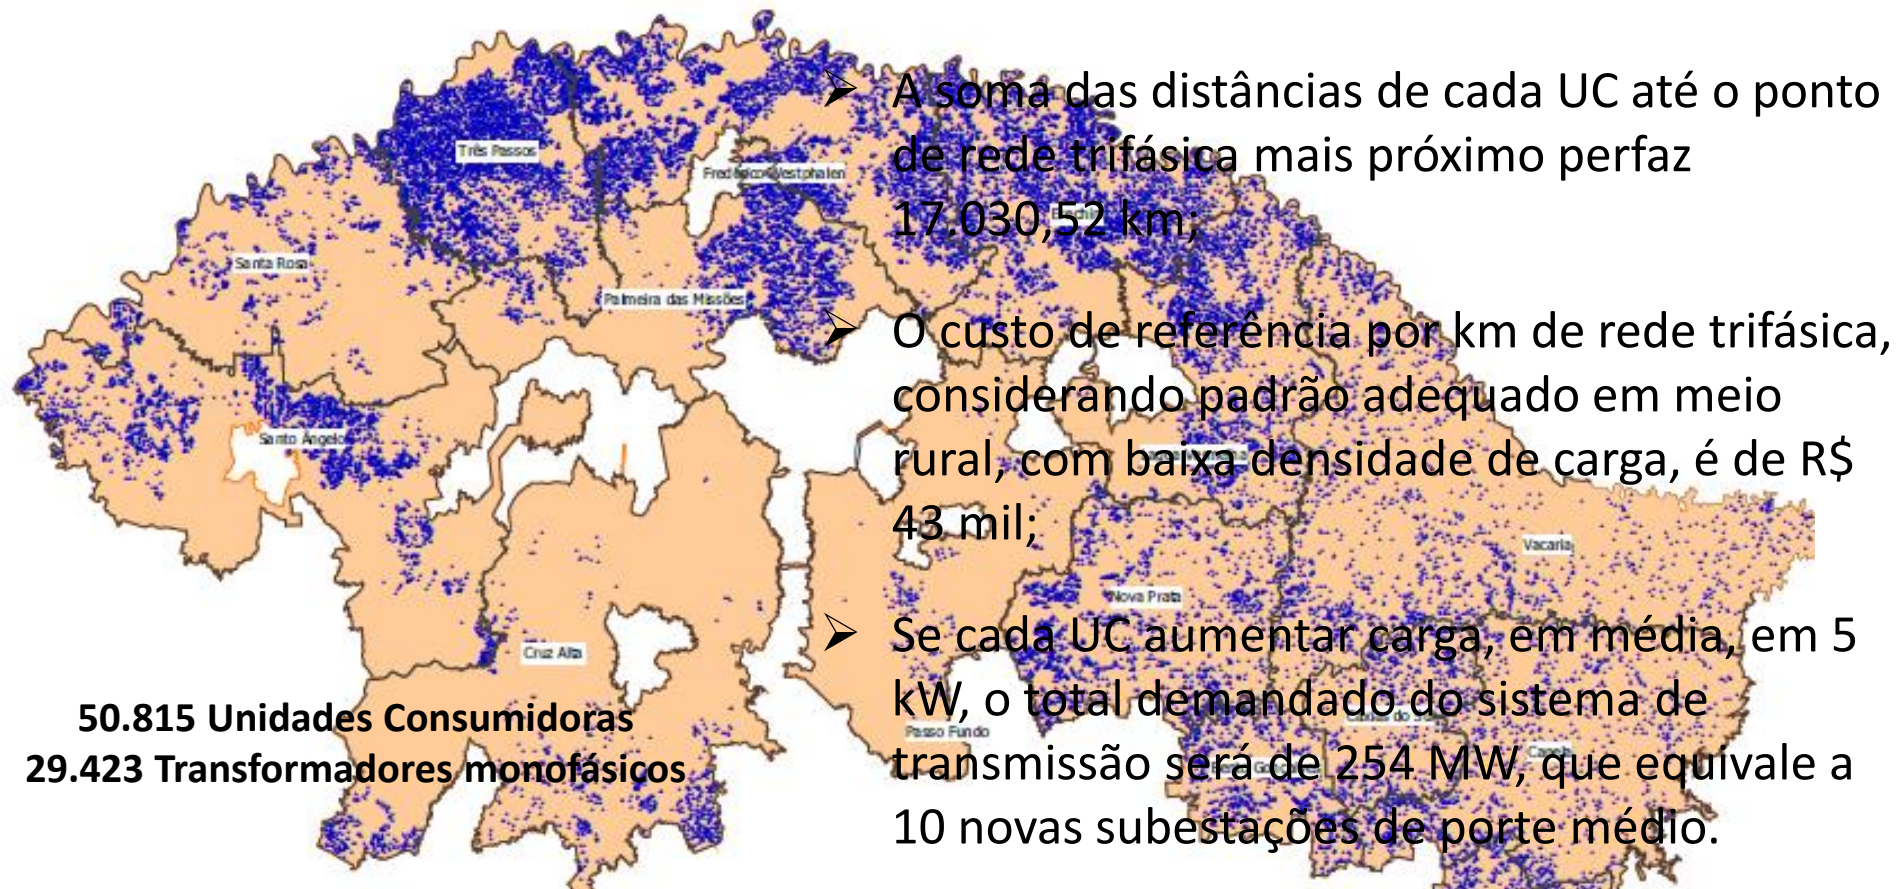 ➢ A soma das distâncias de cada UC até o ponto
de rede trifásica mais próximo perfaz
17.030,52 km;
➢ O custo de referência por km de rede trifásica,
considerando padrão adequado em meio
rural, com baixa densidade de carga, é de R$
43 mil;
➢ Se cada UC aumentar carga, em média, em 5
kW, o total demandado do sistema de
transmissão será de 254 MW, que equivale a
10 novas subestações de porte médio.
50.815 Unidades Consumidoras
29.423 Transformadores monofásicos
Três Passos
Frederico Westphalen
Santa Rosa
Palmeira das Missões
Santo Ângelo
Vacaria
Nova Prata
Cruz Alta
Passo Fundo